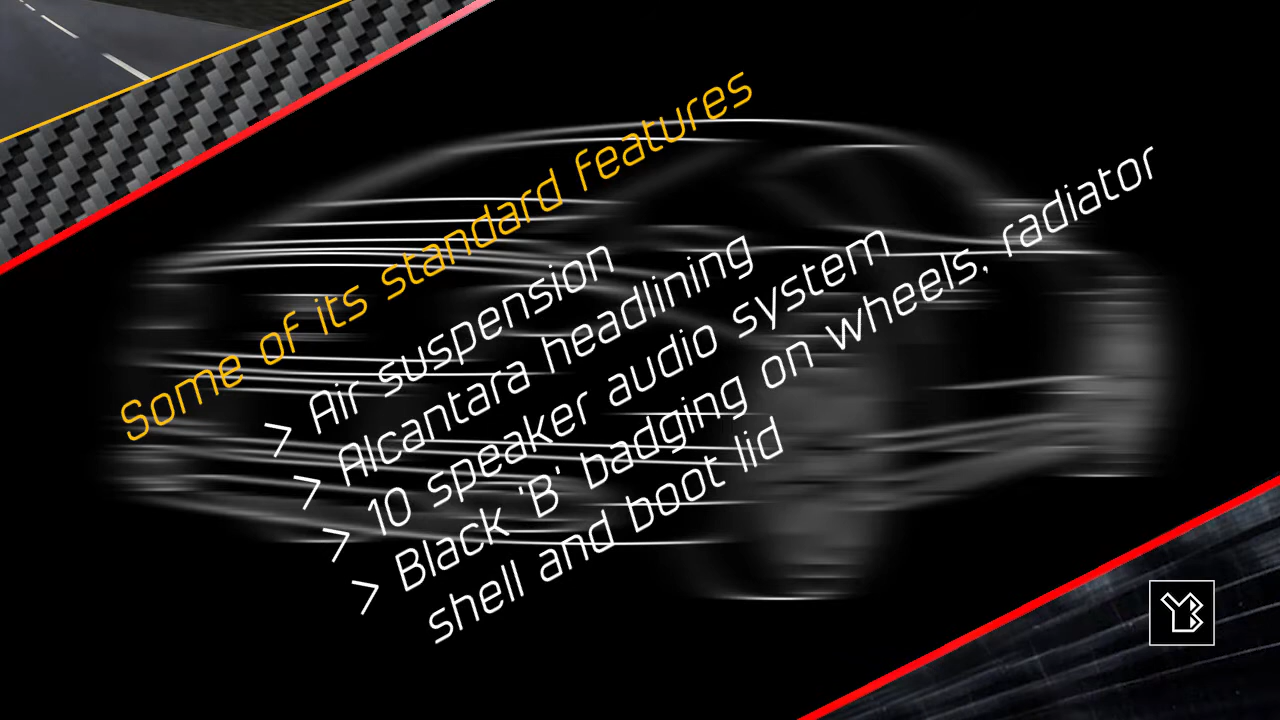 Some of its standard features
> Air suspension
> Alcantara headlining
> 10 speaker audio system
> Black 'B' badging on wheels, radiator
shell and boot lid